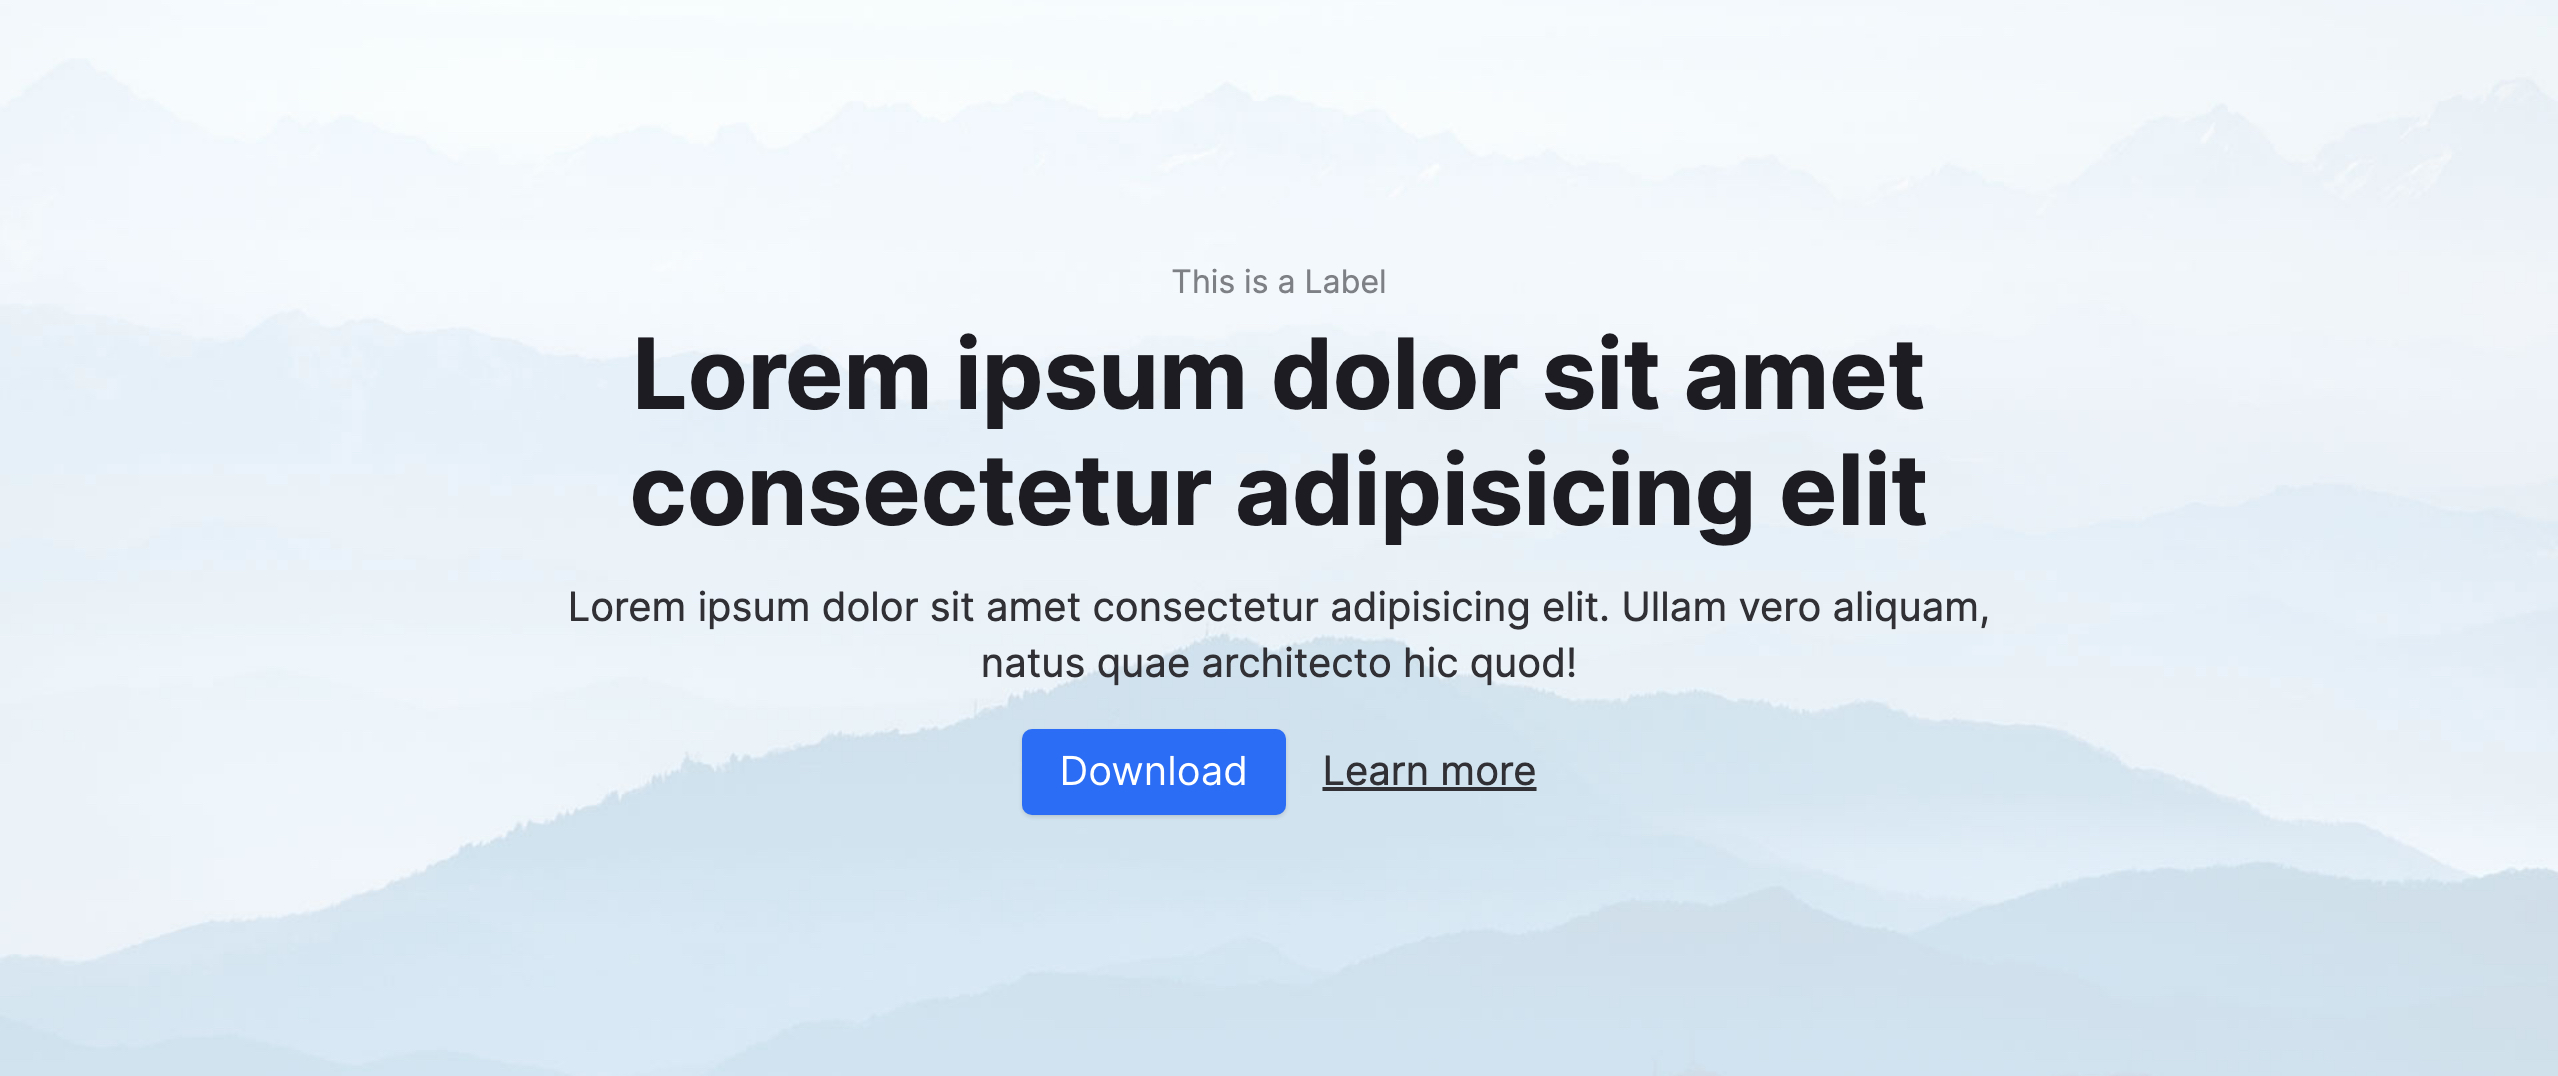 This is a Label
Lorem ipsum dolor sit amet
consectetur adipisicing elit
Lorem ipsum dolor sit amet consectetur adipisicing elit. Ullam vero aliquam,
natus quae architecto hic quod!
Download Learn more